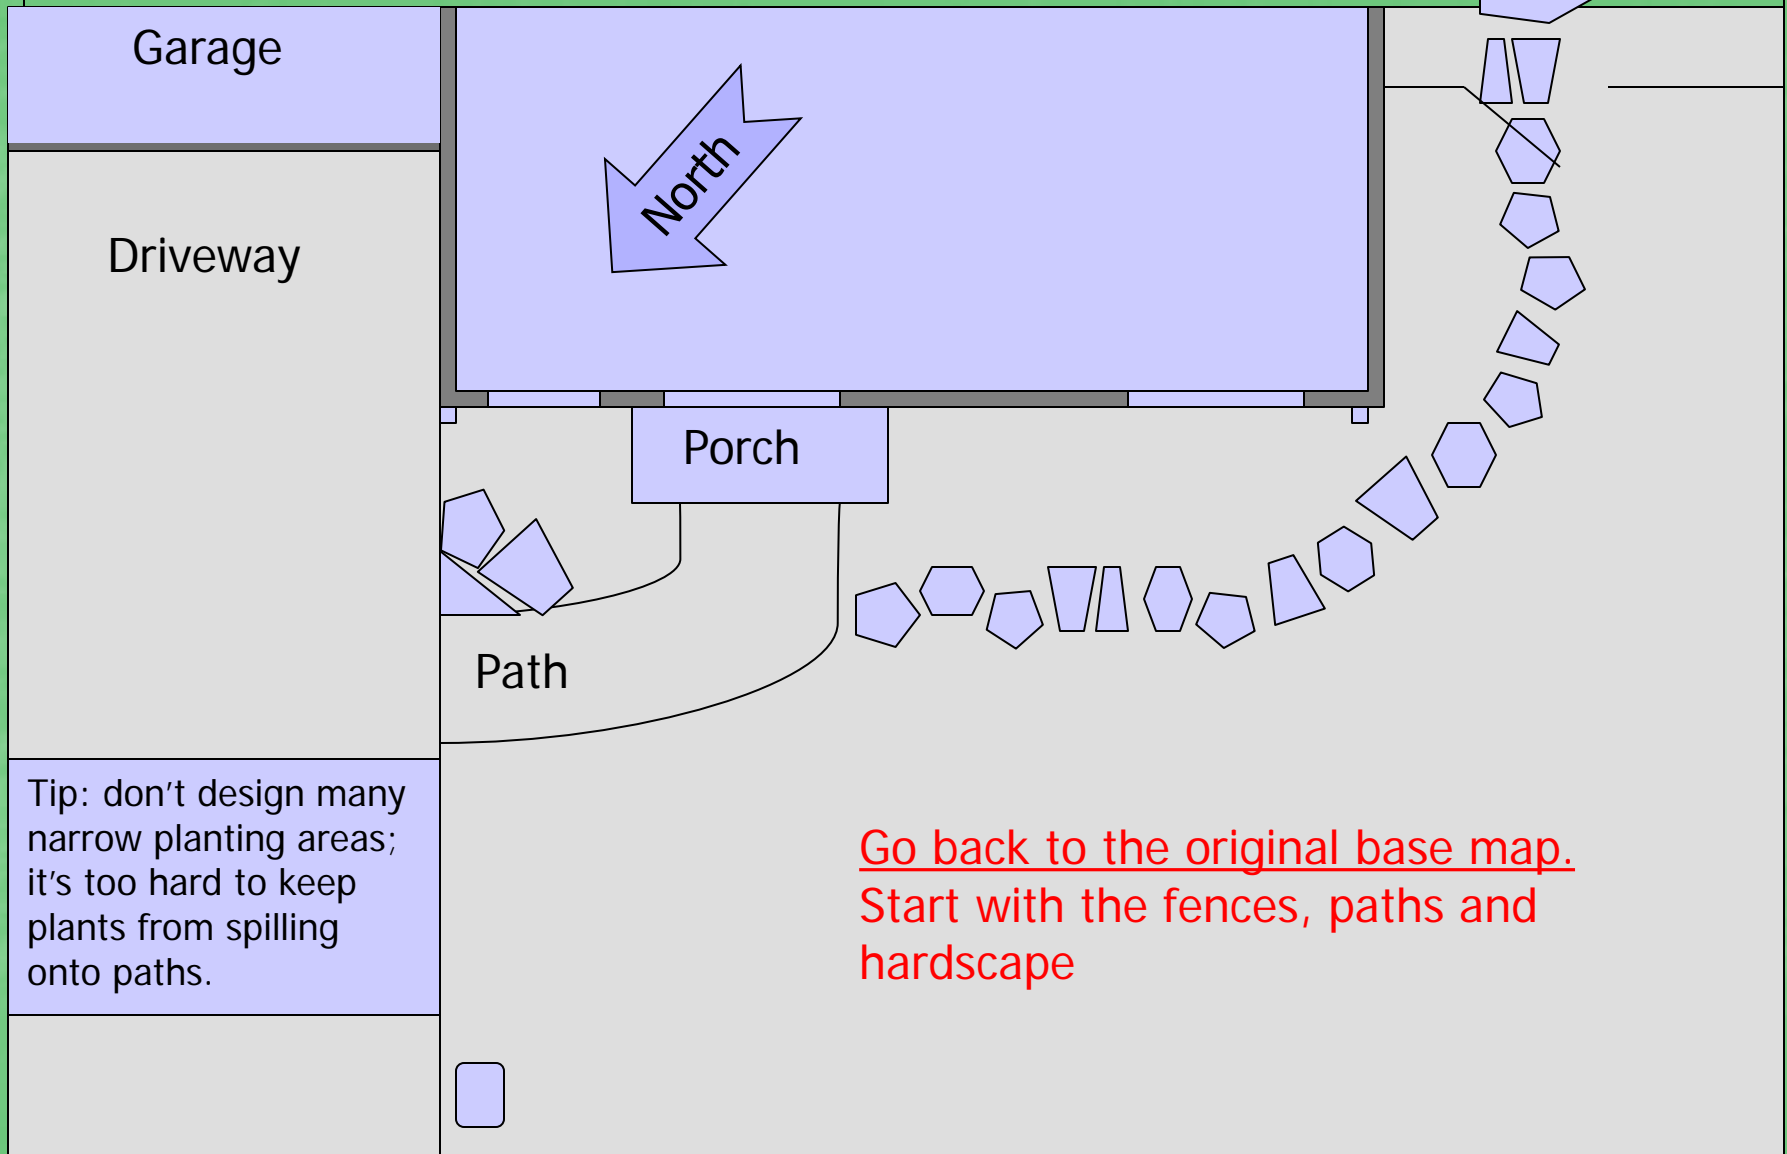 Garage
North
Driveway
Porch
Path
Tip: don’t design many
narrow planting areas;
it’s too hard to keep
plants from spilling
onto paths.
Go back to the original base map.
Start with the fences, paths and
hardscape